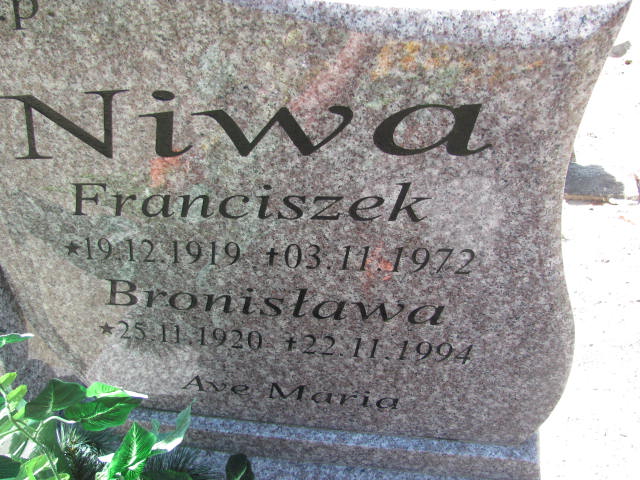 .p.
Niwa
Franciszek
★19.12.1919 ✝03.11.1972
Bronisława
★25.11.1920 ✝22.11.1994
Ave Maria